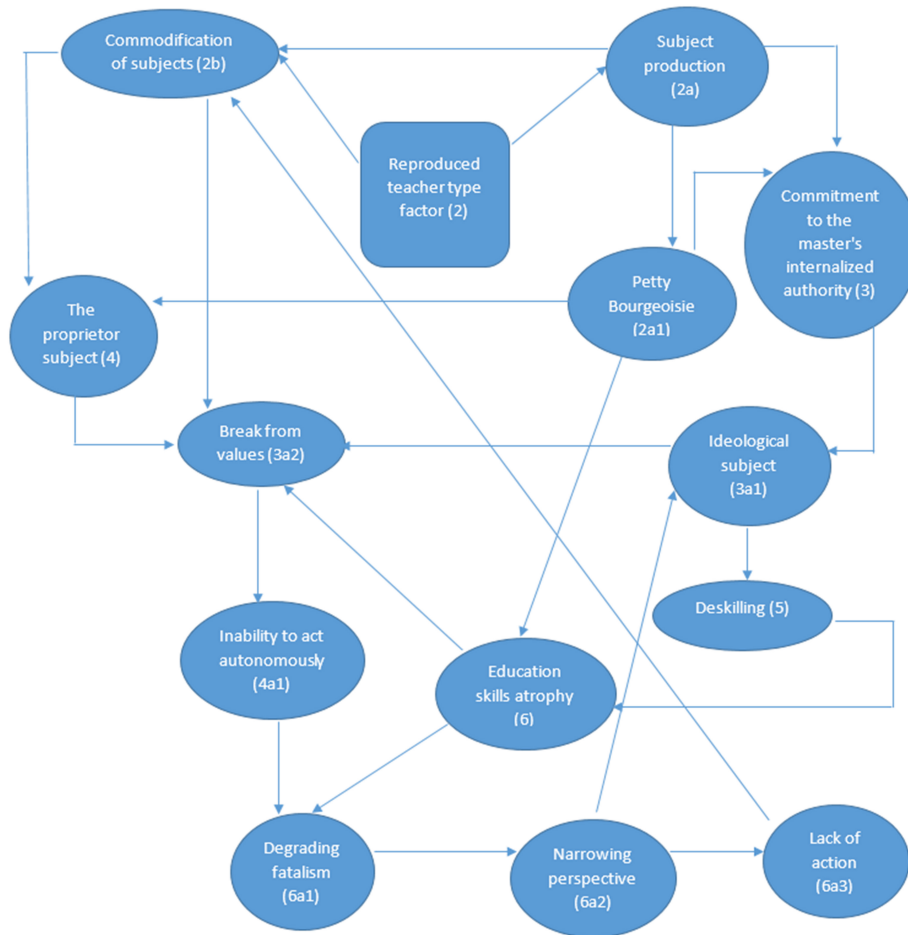 Commodification
of subjects (2b)
Subject
production
(2a)
Reproduced
teacher type
factor (2)
Commitment
to the
master's
internalized
authority (3)
Petty
Bourgeoisie
(2a1)
The
proprietor
subject (4)
Break from
values (3a2)
Ideological
subject
(3a1)
Deskilling (5)
Inability to act
autonomously
(4a1)
Education
skills atrophy
(6)
Degrading
fatalism
(6a1)
Narrowing
perspective
(6a2)
Lack of
action
(6a3)